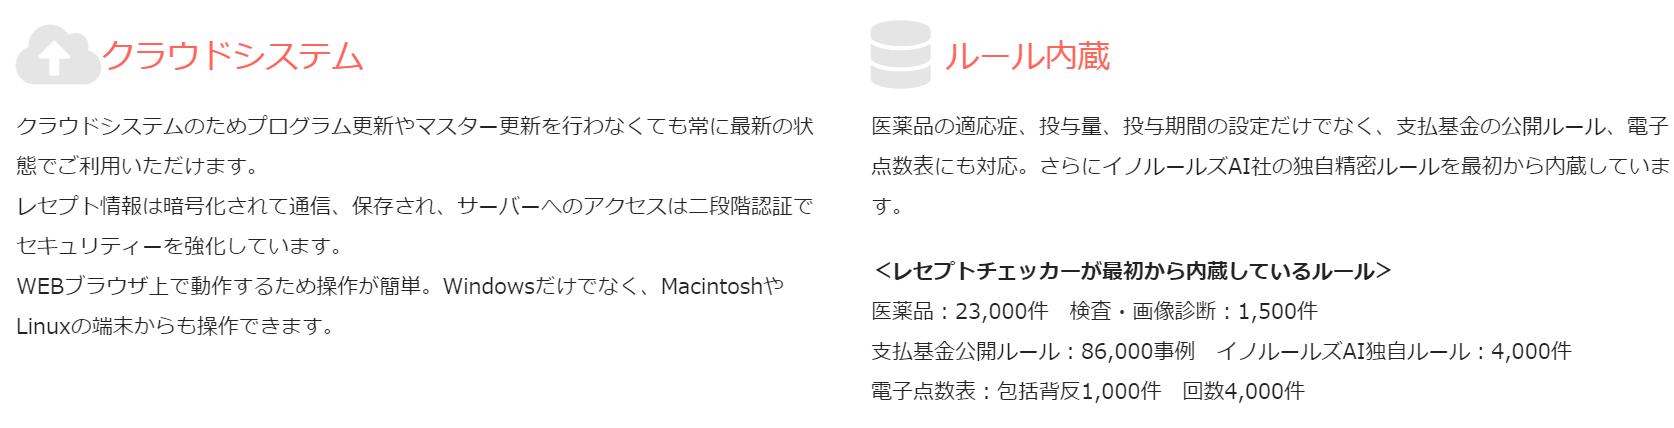 クラウドシステム
クラウドシステムのためプログラム更新やマスター更新を行わなくても常に最新の状
態でご利用いただけます。
レセプト情報は暗号化されて通信、保存され、サーバーへのアクセスは二段階認証で
セキュリティーを強化しています。
WEBブラウザ上で動作するため操作が簡単。Windowsだけでなく、Macintoshや
Linuxの端末からも操作できます。
ルール内蔵
医薬品の適応症、投与量、投与期間の設定だけでなく、支払基金の公開ルール、電子
点数表にも対応。さらにイノルールズAI社の独自精密ルールを最初から内蔵していま
す。
＜レセプトチェッカーが最初から内蔵しているルール＞
医薬品：23,000件　検査・画像診断：1,500件
支払基金公開ルール：86,000事例　イノルールズAI独自ルール：4,000件
電子点数表：包括背反1,000件　回数4,000件